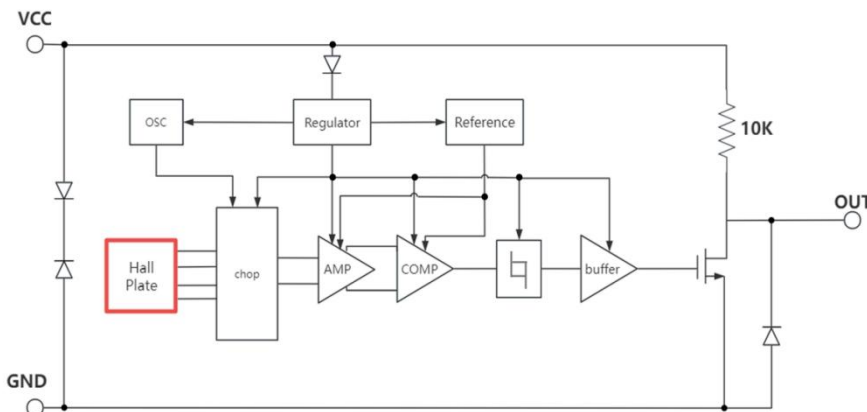 VCC
OSC
Regulator
Reference
10K
OUT
Hall
Plate
chop
AMP
COMP
buffer
GND